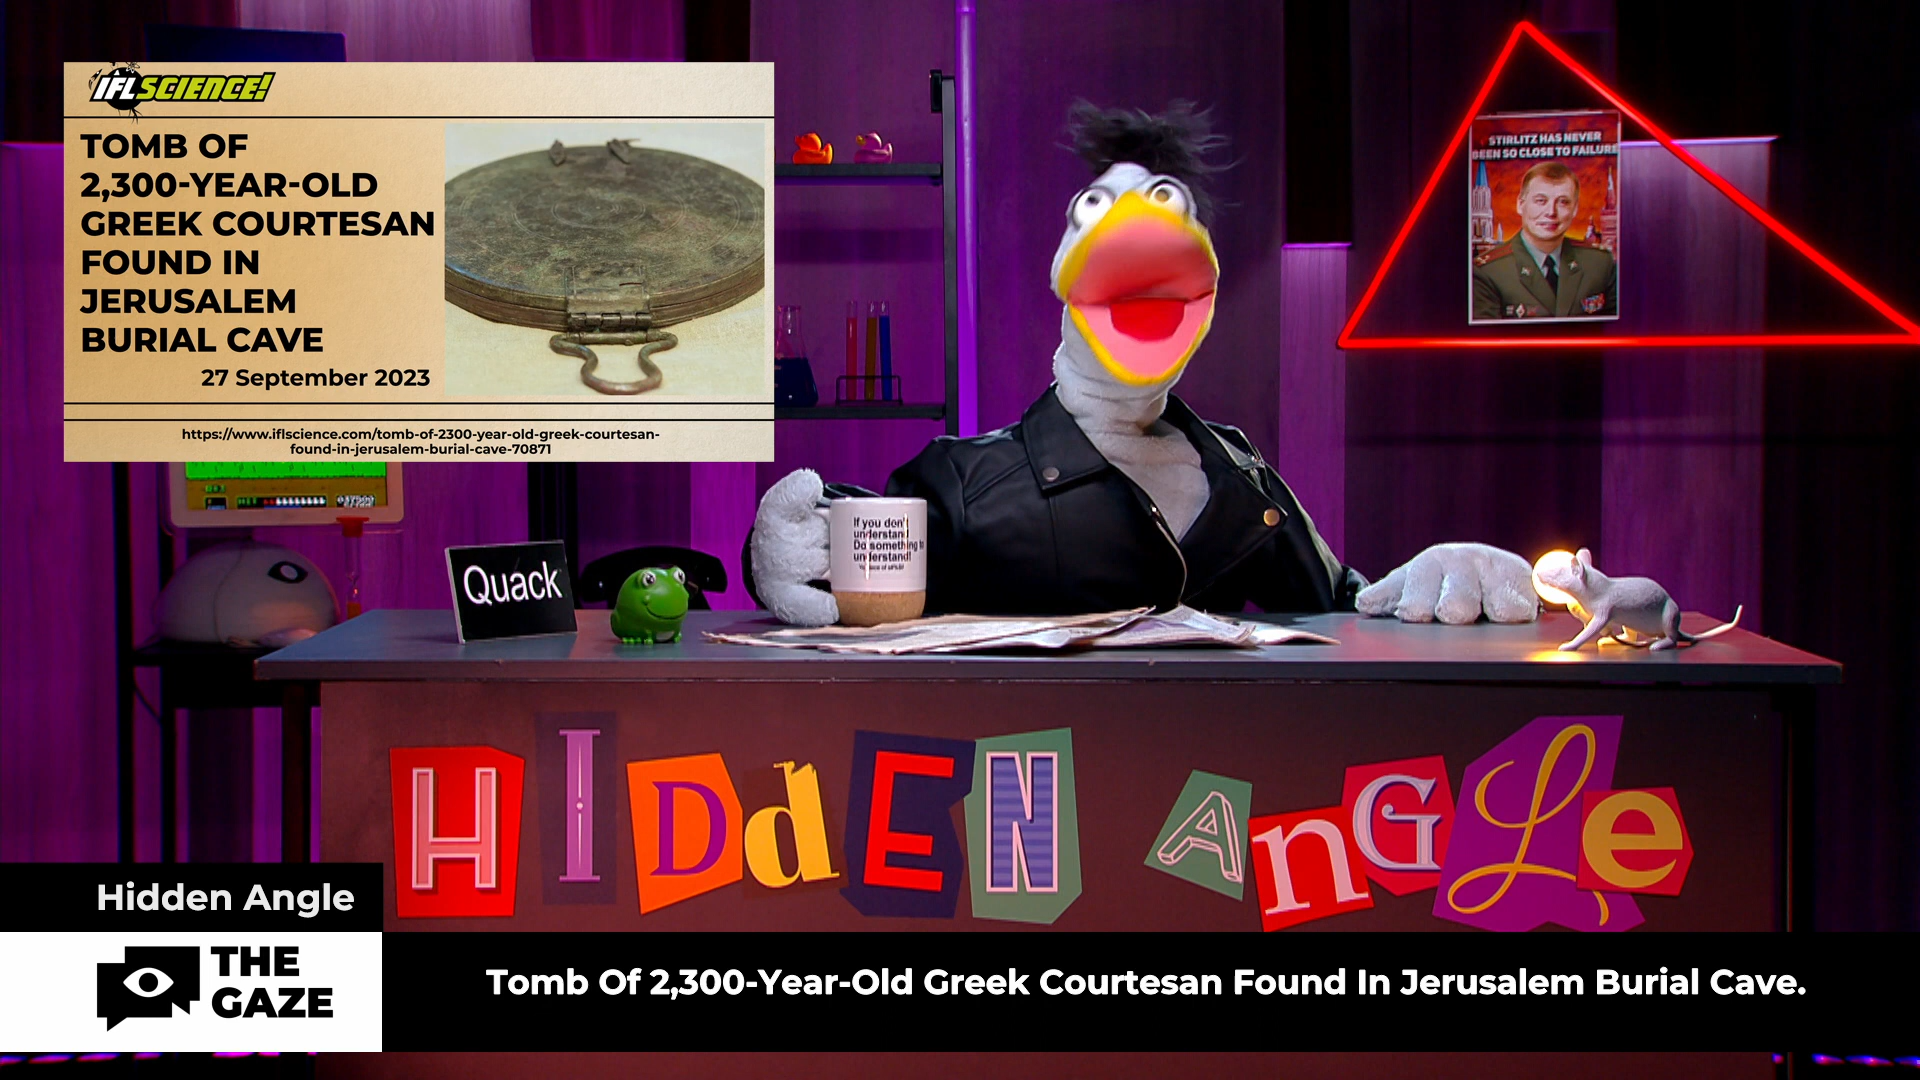 IFLSCIENCE!
TOMB OF
2,300-YEAR-OLD
GREEK COURTESAN
FOUND IN
JERUSALEM
BURIAL CAVE
27 September 2023
https://www.iflscience.com/tomb-of-2300-year-old-greek-courtesan-
found-in-jerusalem-burial-cave-70871
STIRLITZ HAS NEVER
BEEN SO CLOSE TO FAILURE
If you don't
understand
Do something to
understand!
Quack
HIDdEN AnGLe
Hidden Angle
THE
GAZE
Tomb Of 2,300-Year-Old Greek Courtesan Found In Jerusalem Burial Cave.